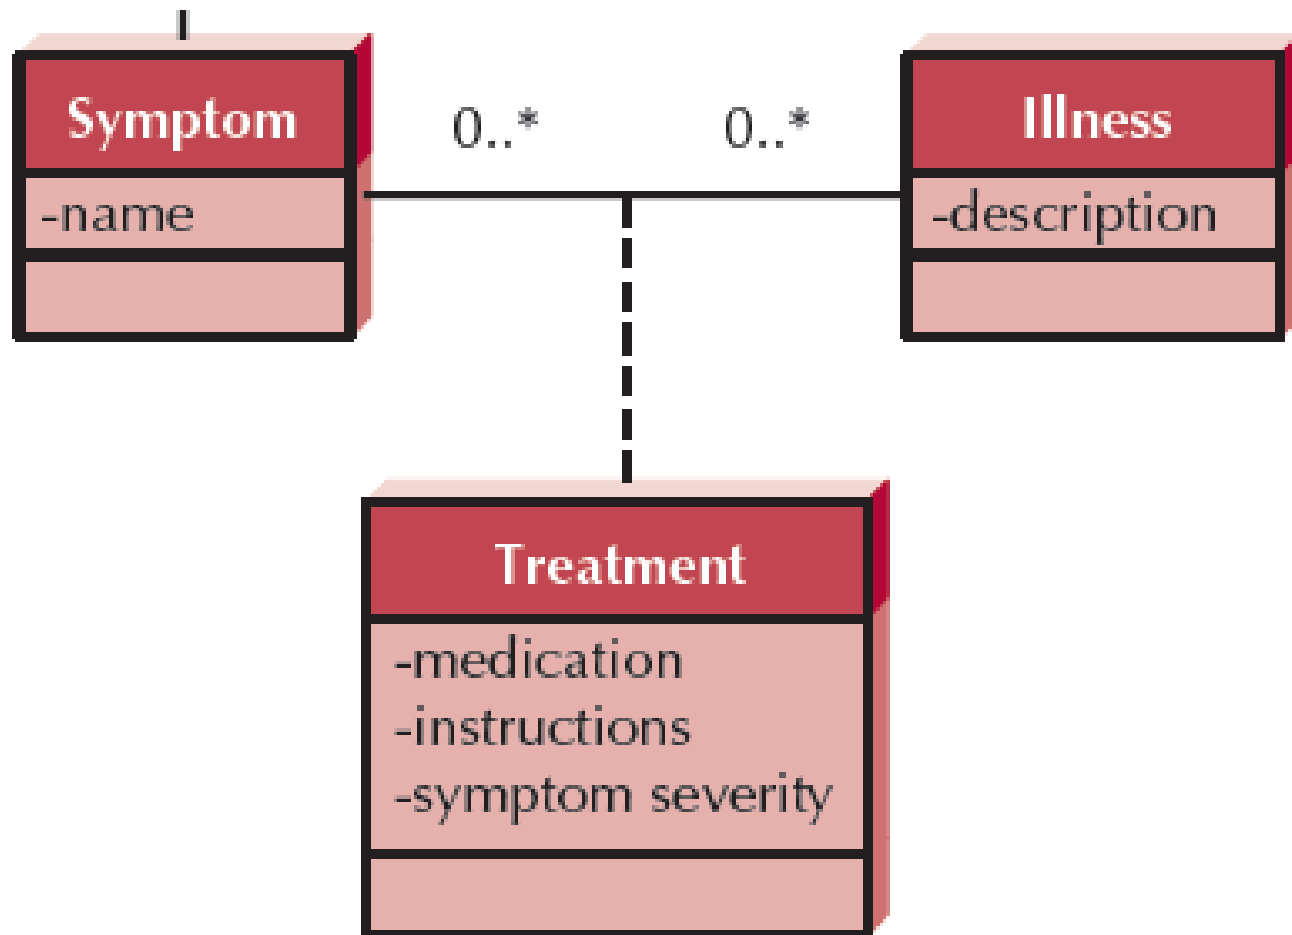 Symptom
0..*
0..*
Illness
-name
-description
Treatment
-medication
-instructions
-symptom severity